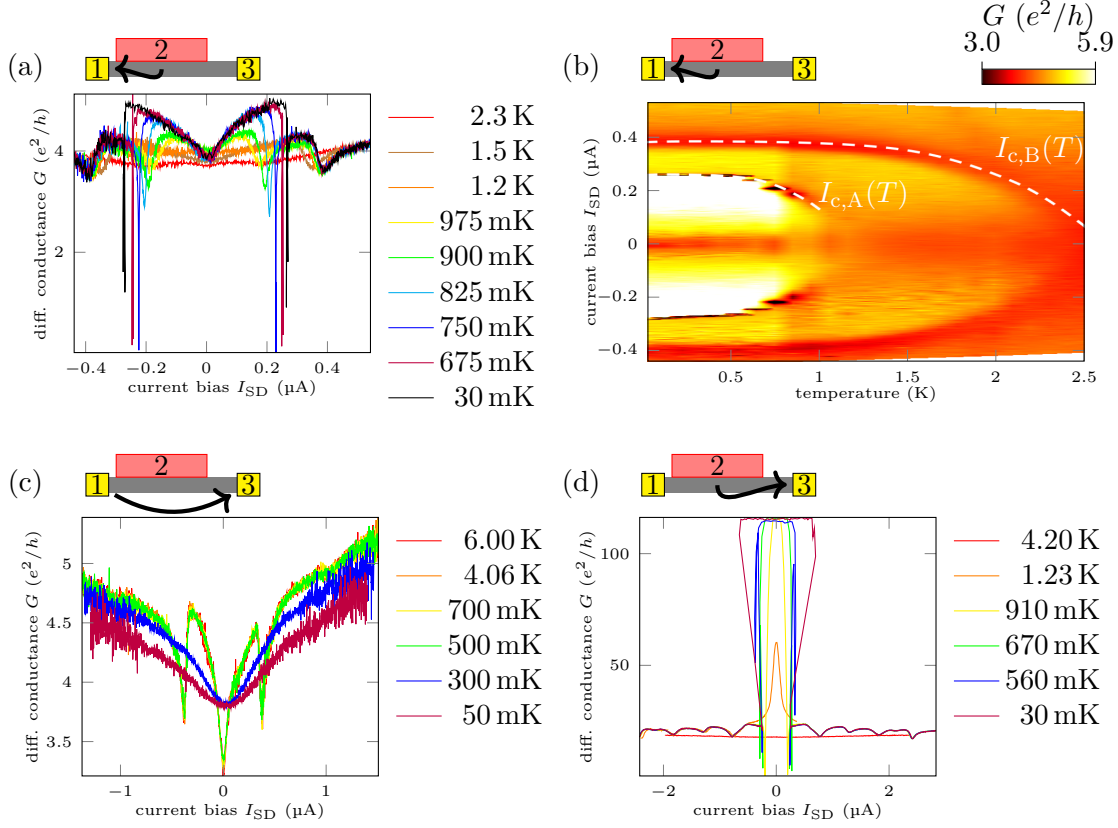 (a)
2
1
3
diff. conductance G (e²/h)
4
2
−0.4
−0.2
0
0.2
0.4
current bias I_SD (µA)
2.3 K
1.5 K
1.2 K
975 mK
900 mK
825 mK
750 mK
675 mK
30 mK
(b)
2
1
3
G (e²/h)
3.0
5.9
current bias I_SD (µA)
0.4
0.2
0
−0.2
−0.4
I_c,B(T)
I_c,A(T)
0.5
1
1.5
2
2.5
temperature (K)
(c)
2
1
3
diff. conductance G (e²/h)
5
4.5
4
3.5
−1
0
1
current bias I_SD (µA)
6.00 K
4.06 K
700 mK
500 mK
300 mK
50 mK
(d)
2
1
3
diff. conductance G (e²/h)
100
50
−2
0
2
current bias I_SD (µA)
4.20 K
1.23 K
910 mK
670 mK
560 mK
30 mK